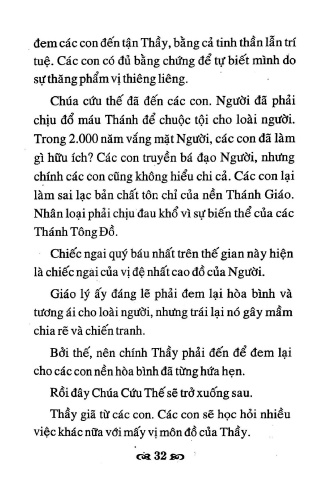 đem các con đến tận Thầy, bằng cả tinh thần lẫn trí
tuệ. Các con có đủ bằng chứng để tự biết mình do
sự thăng phẩm vị thiêng liêng.
Chúa cứu thế đã đến các con. Người đã phải
chịu đổ máu Thánh để chuộc tội cho loài người.
Trong 2.000 năm vắng mặt Người, các con đã làm
gì hữu ích? Các con truyền bá đạo Người, nhưng
chính các con cũng không hiểu chi cả. Các con lại
làm sai lạc bản chất tôn chỉ của nền Thánh Giáo.
Nhân loại phải chịu đau khổ vì sự biến thể của các
Thánh Tông Đồ.
Chiếc ngai quý báu nhất trên thế gian này hiện
là chiếc ngai của vị đệ nhất cao đồ của Người.
Giáo lý ấy đáng lẽ phải đem lại hòa bình và
tương ái cho loài người, nhưng trái lại nó gây mầm
chia rẽ và chiến tranh.
Bởi thế, nên chính Thầy phải đến để đem lại
cho các con nền hòa bình đã từng hứa hẹn.
Rồi đây Chúa Cứu Thế sẽ trở xuống sau.
Thầy giã từ các con. Các con sẽ học hỏi nhiều
việc khác nữa với mấy vị môn đồ của Thầy.
32